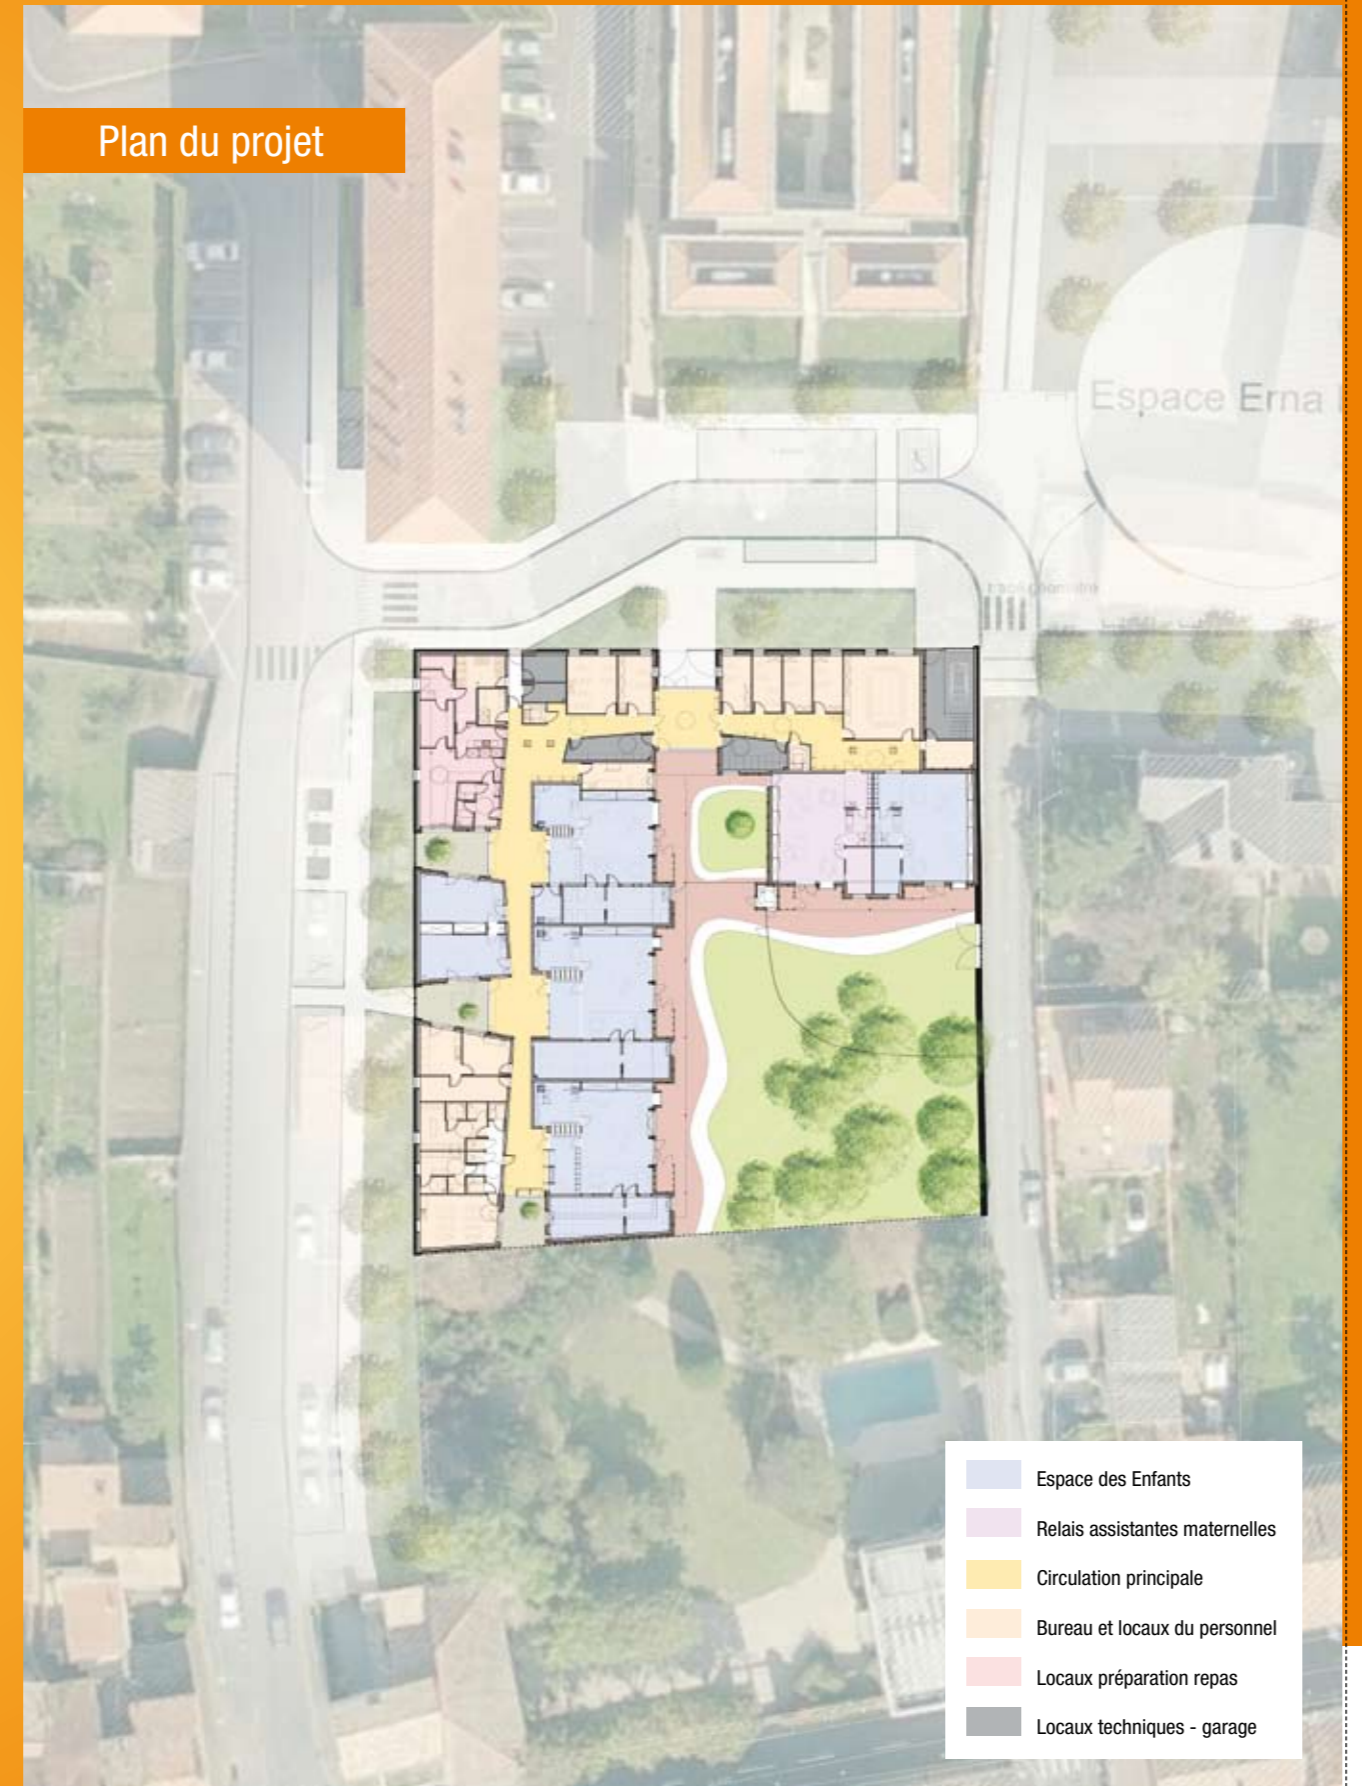 Plan du projet
Espace Erna
Espace des Enfants
Relais assistantes maternelles
Circulation principale
Bureau et locaux du personnel
Locaux préparation repas
Locaux techniques - garage